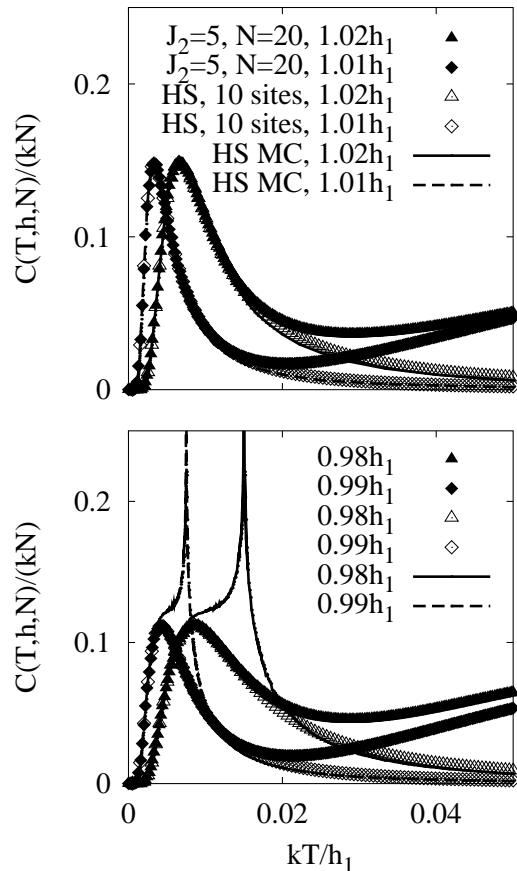 J₂=5, N=20, 1.02h₁
J₂=5, N=20, 1.01h₁
HS, 10 sites, 1.02h₁
HS, 10 sites, 1.01h₁
HS MC, 1.02h₁
HS MC, 1.01h₁
0.2
0.1
0
C(T,h,N)/(kN)
0.98h₁
0.99h₁
0.98h₁
0.99h₁
0.98h₁
0.99h₁
0.2
0.1
0
C(T,h,N)/(kN)
0 0.02 0.04
kT/h₁